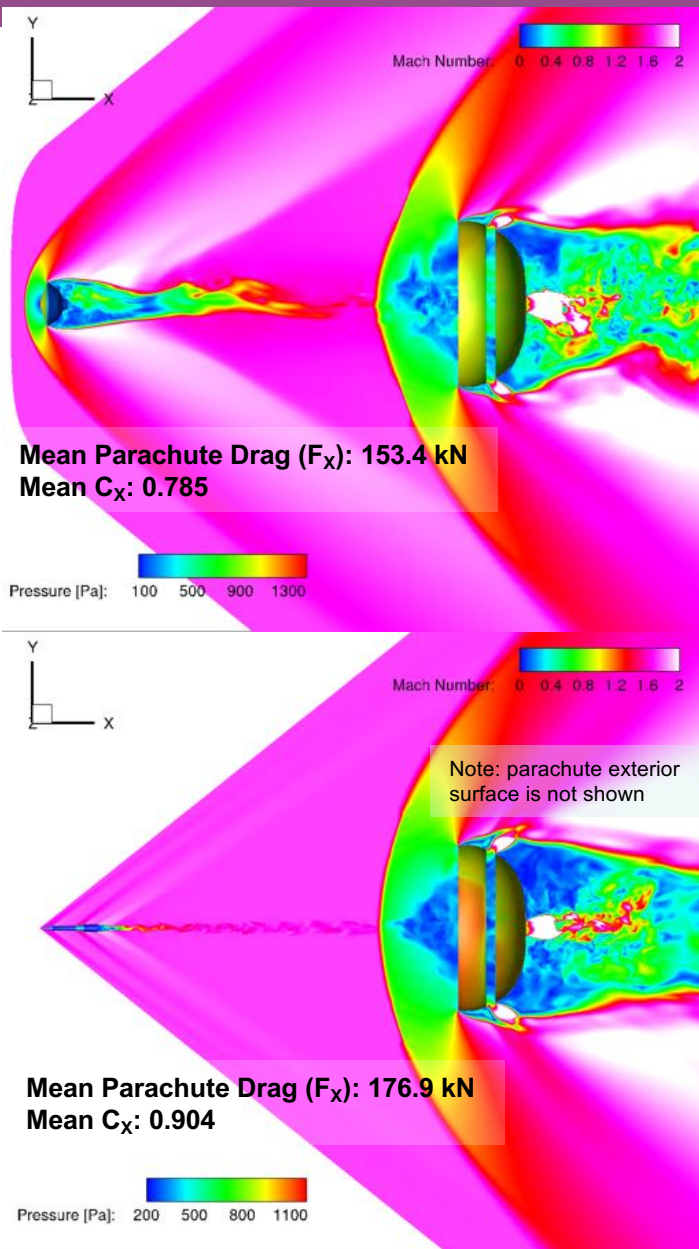 Y
Mach Number: 0 0.4 0.8 1.2 1.6 2
Z X
Mean Parachute Drag (FX): 153.4 kN
Mean CX: 0.785
Pressure [Pa]: 100 500 900 1300
Y
Mach Number: 0 0.4 0.8 1.2 1.6 2
Z X
Note: parachute exterior
surface is not shown
Mean Parachute Drag (FX): 176.9 kN
Mean CX: 0.904
Pressure [Pa]: 200 500 800 1100